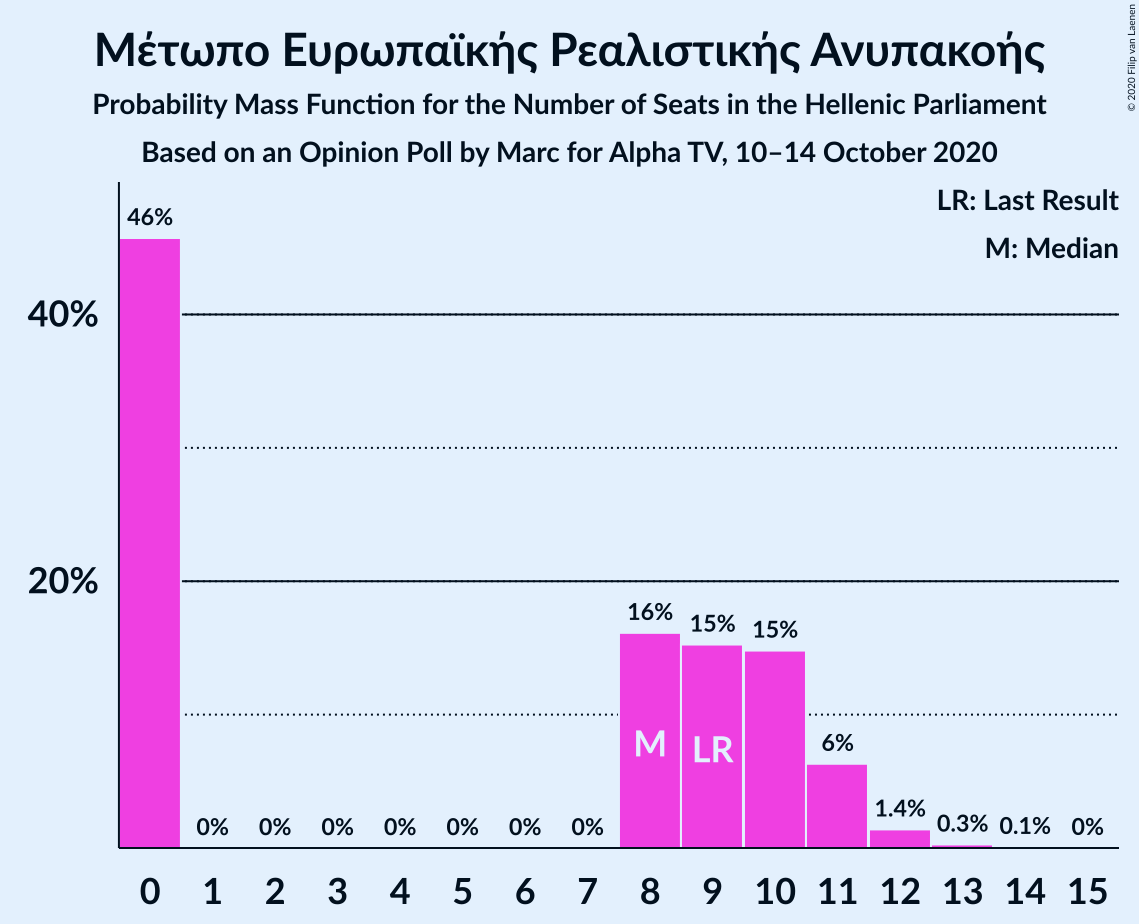 Μέτωπο Ευρωπαϊκής Ρεαλιστικής Ανυπακοής
Probability Mass Function for the Number of Seats in the Hellenic Parliament
Based on an Opinion Poll by Marc for Alpha TV, 10–14 October 2020
© 2020 Filip van Laenen
LR: Last Result
M: Median
46%
40%
20%
16%
15%
15%
M
LR
6%
0%
0%
0%
0%
0%
0%
0%
1.4%
0.3%
0.1%
0%
0 1 2 3 4 5 6 7 8 9 10 11 12 13 14 15